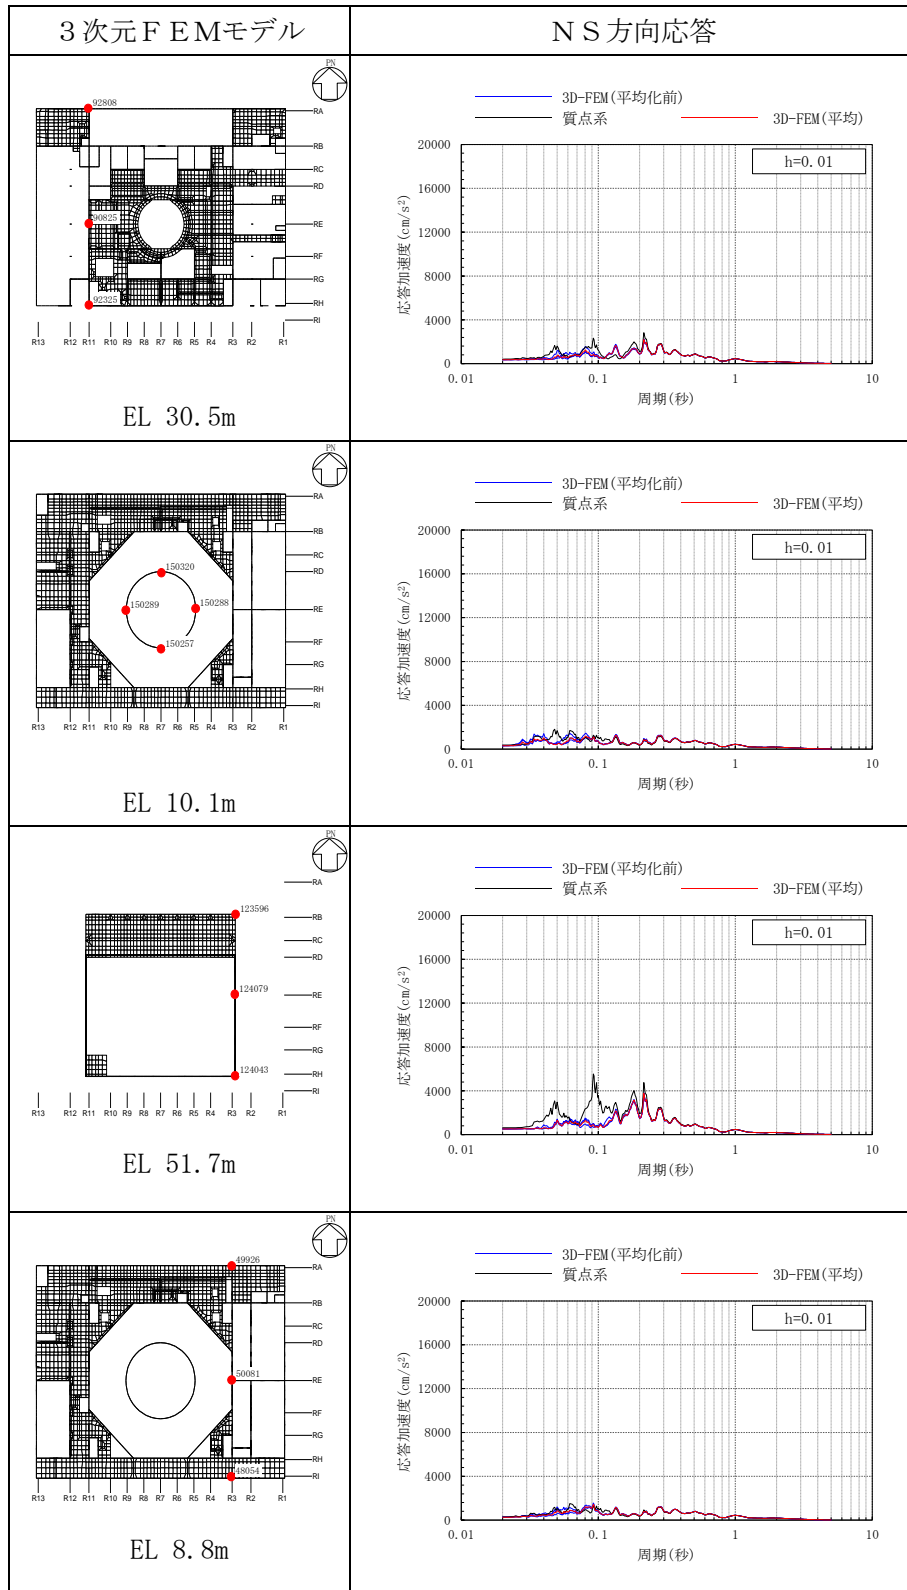 ３次元ＦＥＭモデル
ＮＳ方向応答
PN
92808
90825
92325
RA
RB
RC
RD
RE
RF
RG
RH
RI
R13 R12 R11 R10 R9 R8 R7 R6 R5 R4 R3 R2 R1
EL 30.5m
3D-FEM(平均化前)
質点系 3D-FEM(平均)
h=0.01
応答加速度(cm/s²)
20000
16000
12000
8000
4000
0
0.01 0.1 1 10
周期(秒)
PN
150320
150289
150288
150257
RA
RB
RC
RD
RE
RF
RG
RH
RI
R13 R12 R11 R10 R9 R8 R7 R6 R5 R4 R3 R2 R1
EL 10.1m
3D-FEM(平均化前)
質点系 3D-FEM(平均)
h=0.01
応答加速度(cm/s²)
20000
16000
12000
8000
4000
0
0.01 0.1 1 10
周期(秒)
PN
123596
124079
124043
RA
RB
RC
RD
RE
RF
RG
RH
RI
R13 R12 R11 R10 R9 R8 R7 R6 R5 R4 R3 R2 R1
EL 51.7m
3D-FEM(平均化前)
質点系 3D-FEM(平均)
h=0.01
応答加速度(cm/s²)
20000
16000
12000
8000
4000
0
0.01 0.1 1 10
周期(秒)
PN
49926
50081
48054
RA
RB
RC
RD
RE
RF
RG
RH
RI
R13 R12 R11 R10 R9 R8 R7 R6 R5 R4 R3 R2 R1
EL 8.8m
3D-FEM(平均化前)
質点系 3D-FEM(平均)
h=0.01
応答加速度(cm/s²)
20000
16000
12000
8000
4000
0
0.01 0.1 1 10
周期(秒)